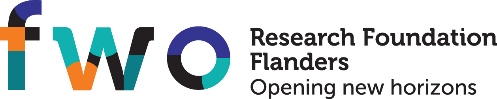 fwo
Research Foundation
Flanders
Opening new horizons